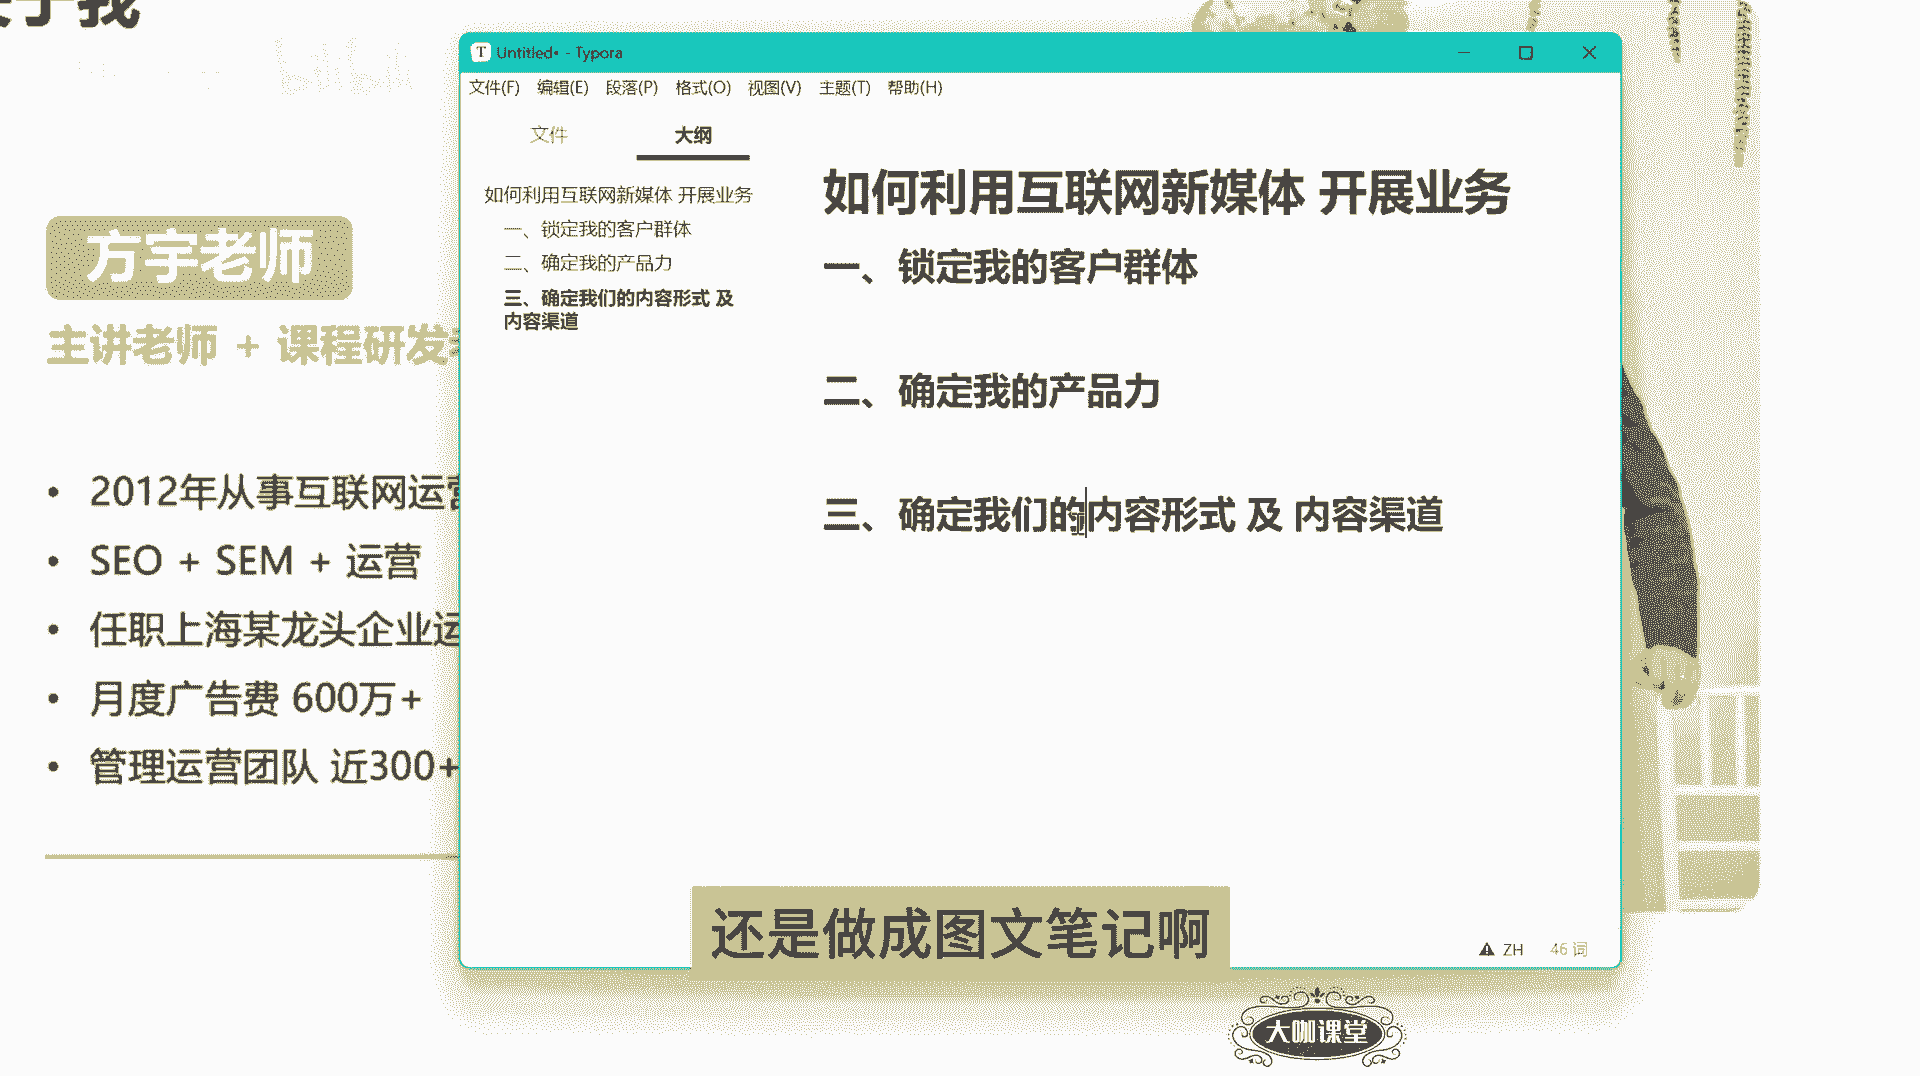 关于我
bilibili
方宇老师
主讲老师 + 课程研发
• 2012年从事互联网运营
• SEO + SEM + 运营
• 任职上海某龙头企业运
• 月度广告费 600万+
• 管理运营团队 近300+
T Untitled• - Typora
文件(F) 编辑(E) 段落(P) 格式(O) 视图(V) 主题(T) 帮助(H)
文件 大纲
如何利用互联网新媒体 开展业务
一、锁定我的客户群体
二、确定我的产品力
三、确定我们的内容形式 及
内容渠道
如何利用互联网新媒体 开展业务
一、锁定我的客户群体
二、确定我的产品力
三、确定我们的内容形式 及 内容渠道
还是做成图文笔记啊
ZH 46 词
大咖课堂